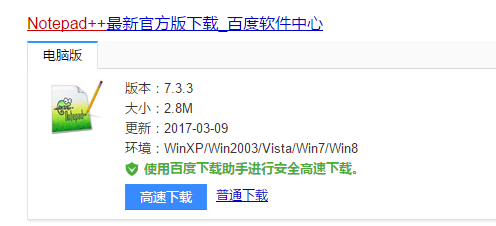 Notepad++最新官方版下载_百度软件中心
电脑版
Notepad++
版本：7.3.3
大小：2.8M
更新：2017-03-09
环境：WinXP/Win2003/Vista/Win7/Win8
使用百度下载助手进行安全高速下载。
高速下载 普通下载